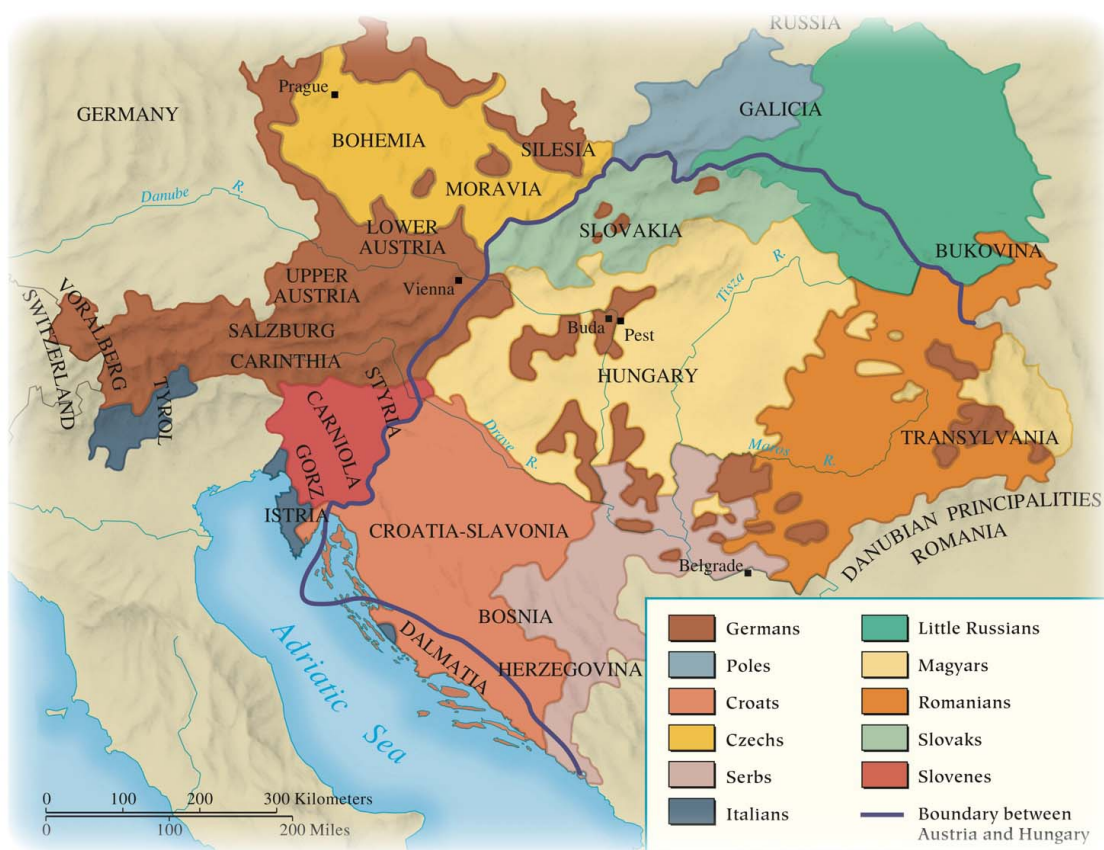 RUSSIA
GERMANY
Prague
BOHEMIA
SILESIA
MORAVIA
GALICIA
Danube
R.
LOWER
AUSTRIA
SLOVAKIA
BUKOVINA
UPPER
AUSTRIA
Vienna
Tisza
R.
VORALBERG
SWITZERLAND
SALZBURG
CARINTHIA
Buda
Pest
HUNGARY
TYROL
STYRIA
CARNIOLA
GORZ
Drave
R.
Maros
R.
TRANSYLVANIA
ISTRIA
CROATIA-SLAVONIA
DANUBIAN PRINCIPALITIES
ROMANIA
Belgrade
BOSNIA
DALMATIA
HERZEGOVINA
Adriatic
Sea
Germans
Poles
Croats
Czechs
Serbs
Italians
Little Russians
Magyars
Romanians
Slovaks
Slovenes
Boundary between
Austria and Hungary
0 100 200 300 Kilometers
0 100 200 Miles